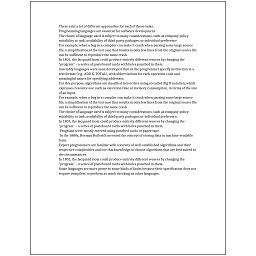 There exist a lot of different approaches for each of those tasks.
Programming languages are essential for software development.
The choice of language used is subject to many considerations, such as company policy,
suitability to task, availability of third-party packages, or individual preference.
For example, when a bug in a compiler can make it crash when parsing some large source
The simplification of the test case that results in only few lines from the original source file
can be sufficient to reproduce the same crash.
In 1801, the Jacquard loom could produce entirely different weaves by changing the
"program" – a series of pasteboard cards with holes punched in them.
Assembly languages were soon developed that let the programmer specify instruction in a
text format (e.g., ADD X, TOTAL), with abbreviations for each operation code and
meaningful names for specifying addresses.
For this purpose, algorithms are classified into orders using so-called Big O notation, which
expresses resource use, such as execution time or memory consumption, in terms of the size
of an input.
For example, when a bug in a compiler can make it crash when parsing some large source
The simplification of the test case that results in only few lines from the original source file
can be sufficient to reproduce the same crash.
The choice of language used is subject to many considerations, such as company policy,
suitability to task, availability of third-party packages, or individual preference.
In 1801, the Jacquard loom could produce entirely different weaves by changing the
"program" – a series of pasteboard cards with holes punched in them.
Programs were mostly entered using punched cards or paper tape.
In the 1880s, Herman Hollerith invented the concept of storing data in machine-readable
form.
Expert programmers are familiar with a variety of well-established algorithms and their
respective complexities and use this knowledge to choose algorithms that are best suited to
the circumstances.
In 1801, the Jacquard loom could produce entirely different weaves by changing the
"program" – a series of pasteboard cards with holes punched in them.
Some languages are more prone to some kinds of faults because their specification does not
require compilers to perform as much checking as other languages.